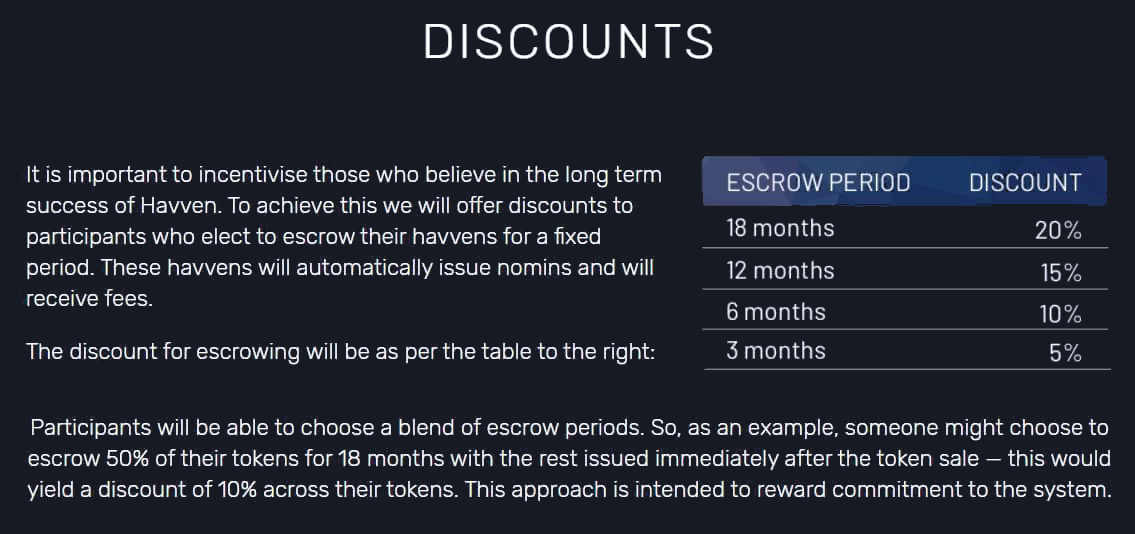 DISCOUNTS
It is important to incentivise those who believe in the long term
success of Havven. To achieve this we will offer discounts to
participants who elect to escrow their havvens for a fixed
period. These havvens will automatically issue nomins and will
receive fees.
The discount for escrowing will be as per the table to the right:
ESCROW PERIOD DISCOUNT
18 months 20%
12 months 15%
6 months 10%
3 months 5%
Participants will be able to choose a blend of escrow periods. So, as an example, someone might choose to
escrow 50% of their tokens for 18 months with the rest issued immediately after the token sale — this would
yield a discount of 10% across their tokens. This approach is intended to reward commitment to the system.